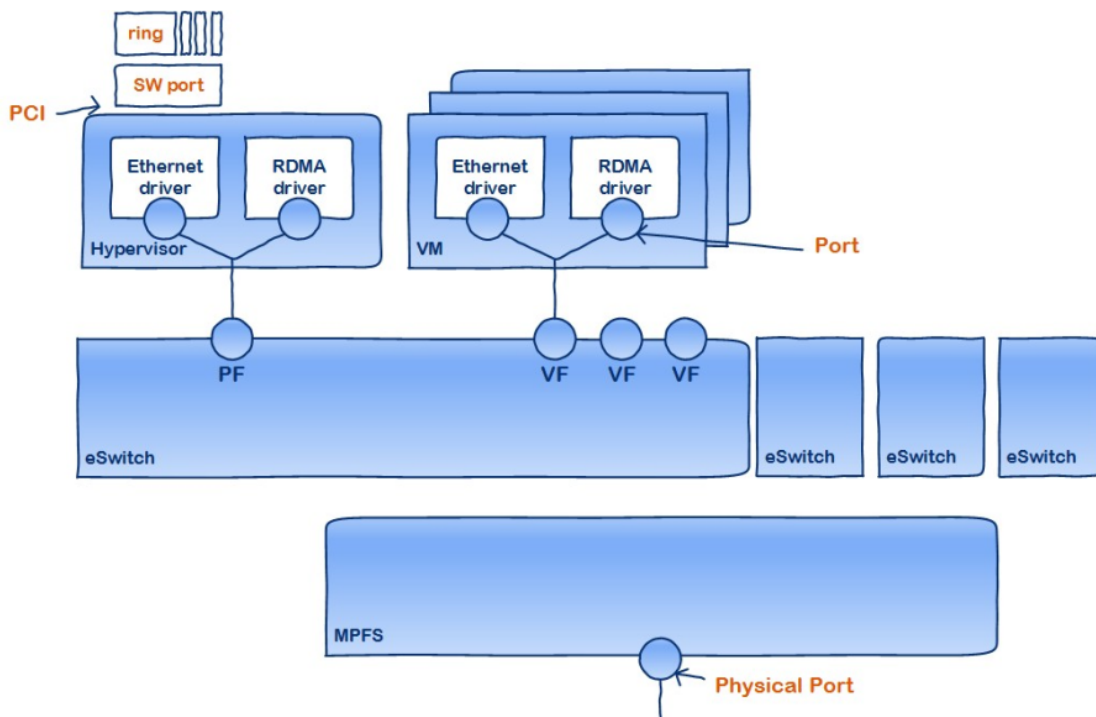 ring
SW port
PCI
Ethernet
driver
RDMA
driver
Hypervisor
Ethernet
driver
RDMA
driver
VM
Port
PF
VF
VF
VF
eSwitch
eSwitch
eSwitch
eSwitch
MPFS
Physical Port